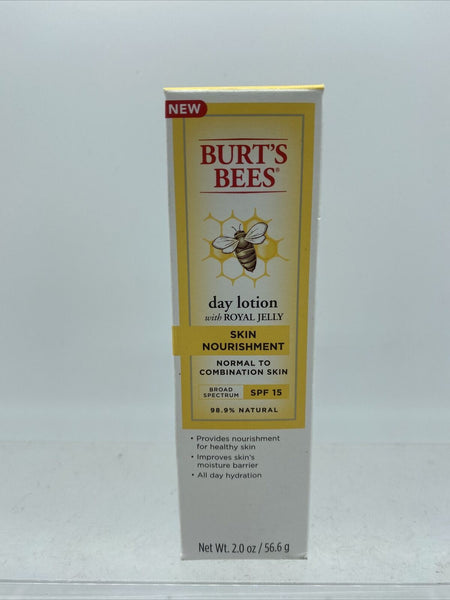 NEW
BURT'S
BEES®
day lotion
with ROYAL JELLY
SKIN
NOURISHMENT
NORMAL TO
COMBINATION SKIN
BROAD
SPECTRUM
SPF 15
98.9% NATURAL
• Provides nourishment
for healthy skin
• Improves skin's
moisture barrier
• All day hydration
Net Wt. 2.0 oz / 56.6 g